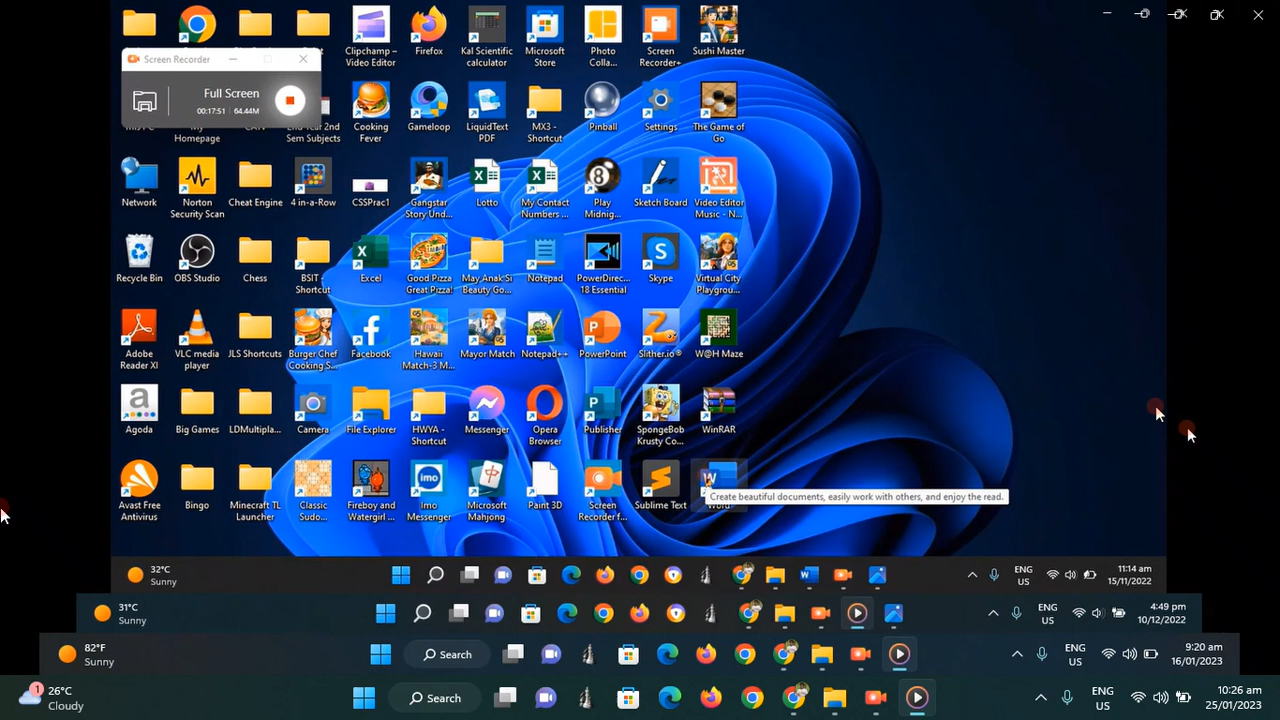 Screen Recorder
Full Screen
00:17:51 | 64.44M
Clipchamp –
Video Editor
Firefox
Kal Scientific
calculator
Microsoft
Store
Photo
Colla...
Screen
Recorder+
Sushi Master
My
Homepage
2nd
Sem Subjects
Cooking
Fever
Gameloop
LiquidText
PDF
MX3 -
Shortcut
Pinball
Settings
The Game of
Go
Network
Norton
Security Scan
Cheat Engine
4 in-a-Row
CSSPrac1
Gangstar
Story Und...
Lotto
My Contact
Numbers ...
Play
Midnig...
Sketch Board
Video Editor
Music - N...
Recycle Bin
OBS Studio
Chess
BSIT -
Shortcut
Excel
Good Pizza
Great Pizza!
May Anak Si
Beauty Go...
Notepad
PowerDirec...
18 Essential
Skype
Virtual City
Playgrou...
Adobe
Reader XI
VLC media
player
JLS Shortcuts
Burger Chef
Cooking S...
Facebook
Hawaii
Match-3 M...
Mayor Match
Notepad++
PowerPoint
Slither.io®
W@H Maze
Agoda
Big Games
LDMultipla...
Camera
File Explorer
HWYA -
Shortcut
Messenger
Opera
Browser
Publisher
SpongeBob
Krusty Co...
WinRAR
Avast Free
Antivirus
Bingo
Minecraft TL
Launcher
Classic
Sudo...
Fireboy and
Watergirl ...
Imo
Messenger
Microsoft
Mahjong
Paint 3D
Screen
Recorder f...
Sublime Text
Word
Create beautiful documents, easily work with others, and enjoy the read.
32°C
Sunny
ENG
US
11:14 am
15/11/2022
31°C
Sunny
ENG
US
4:49 pm
10/12/2022
82°F
Sunny
Search
ENG
US
9:20 am
16/01/2023
1
26°C
Cloudy
Search
ENG
US
10:26 am
25/01/2023